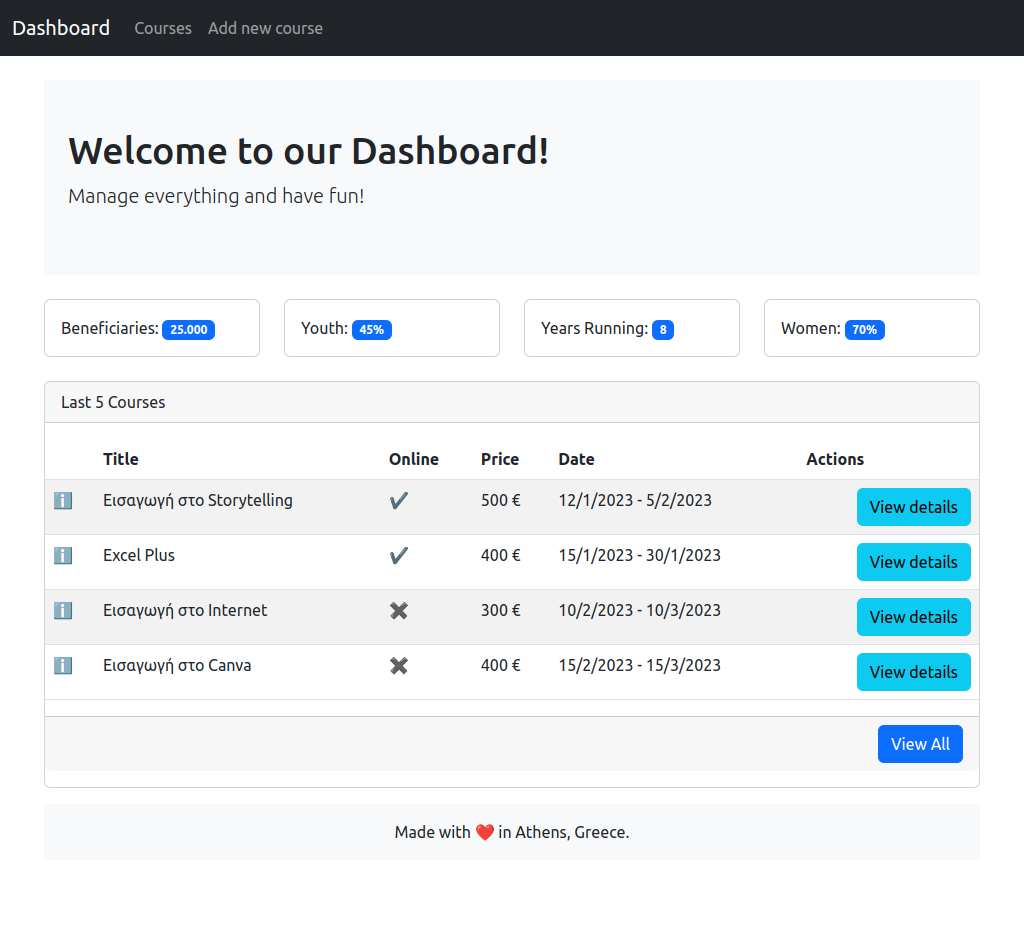 Dashboard Courses Add new course
Welcome to our Dashboard!
Manage everything and have fun!
Beneficiaries: 25.000 Youth: 45% Years Running: 8 Women: 70%
Last 5 Courses
Title Online Price Date Actions
ℹ️ Εισαγωγή στο Storytelling ✔️ 500 € 12/1/2023 - 5/2/2023 View details
ℹ️ Excel Plus ✔️ 400 € 15/1/2023 - 30/1/2023 View details
ℹ️ Εισαγωγή στο Internet ✖️ 300 € 10/2/2023 - 10/3/2023 View details
ℹ️ Εισαγωγή στο Canva ✖️ 400 € 15/2/2023 - 15/3/2023 View details
View All
Made with ❤️ in Athens, Greece.